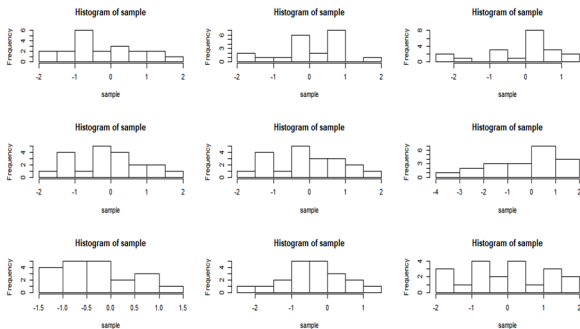 Histogram of sample
Frequency
0 2 4 6
-2 -1 0 1 2
sample
Histogram of sample
Frequency
0 3 6
-2 -1 0 1 2
sample
Histogram of sample
Frequency
0 4 8
-2 -1 0 1
sample
Histogram of sample
Frequency
0 2 4
-2 -1 0 1 2
sample
Histogram of sample
Frequency
0 2 4
-2 -1 0 1 2
sample
Histogram of sample
Frequency
0 3 6
-4 -3 -2 -1 0 1 2
sample
Histogram of sample
Frequency
0 2 4
-1.5 -1.0 -0.5 0.0 0.5 1.0 1.5
sample
Histogram of sample
Frequency
0 2 4
-2 -1 0 1
sample
Histogram of sample
Frequency
0 2 4
-2 -1 0 1 2
sample